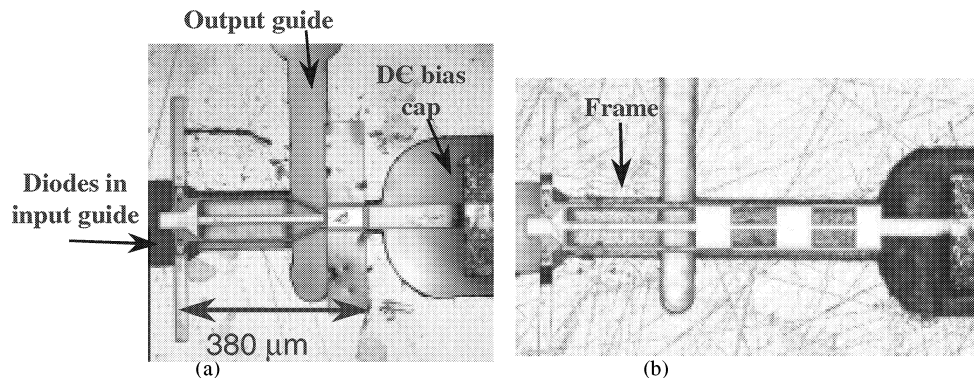 Output guide
DC bias
cap
Frame
Diodes in
input guide
380 µm
(a)
(b)